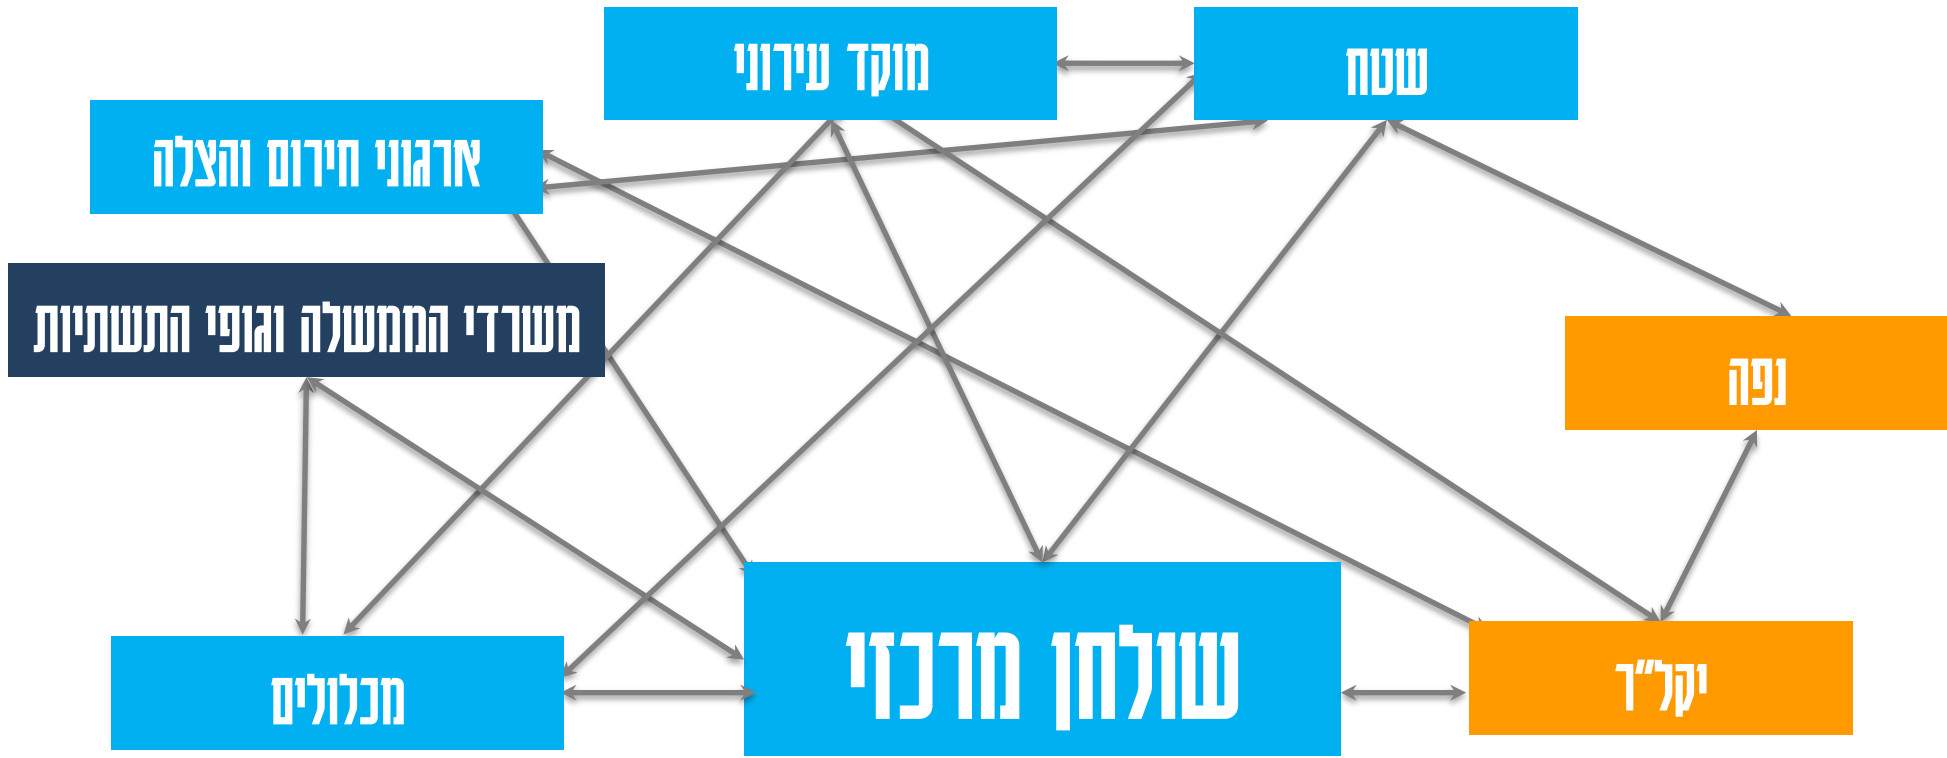 שטח
מוקד עירוני
ארגוני חירום והצלה
משרדי הממשלה וגופי התשתיות
נפה
יקל"ך
שולחן מרכזי
מכלולים